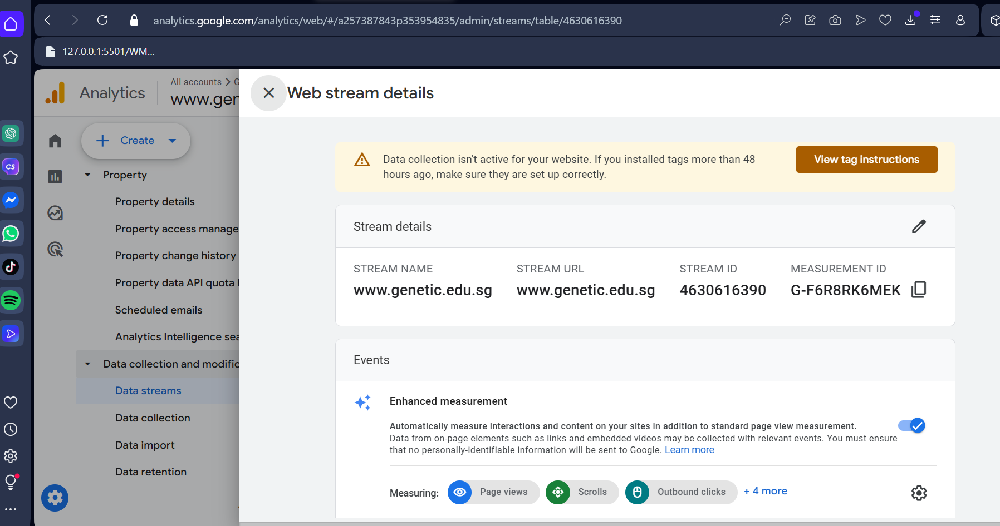 analytics.google.com/analytics/web/#/a257387843p353954835/admin/streams/table/4630616390
127.0.0.1:5501/WM...
Analytics
All accounts > G
www.gen
Web stream details
Create
Property
Property details
Property access manage
Property change history
Property data API quota
Scheduled emails
Analytics Intelligence sea
Data collection and modific
Data streams
Data collection
Data import
Data retention
CS
Data collection isn't active for your website. If you installed tags more than 48
hours ago, make sure they are set up correctly.
View tag instructions
Stream details
STREAM NAME STREAM URL STREAM ID MEASUREMENT ID
www.genetic.edu.sg www.genetic.edu.sg 4630616390 G-F6R8RK6MEK
Events
Enhanced measurement
Automatically measure interactions and content on your sites in addition to standard page view measurement.
Data from on-page elements such as links and embedded videos may be collected with relevant events. You must ensure
that no personally-identifiable information will be sent to Google. Learn more
Measuring: Page views Scrolls Outbound clicks + 4 more